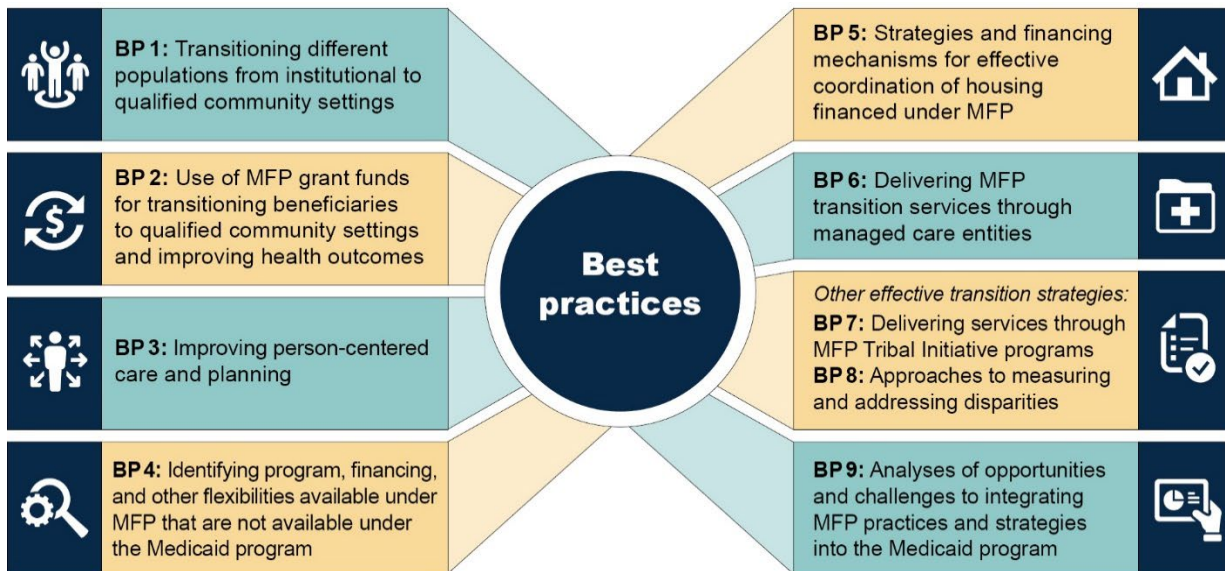 BP 1: Transitioning different
populations from institutional to
qualified community settings
BP 2: Use of MFP grant funds
for transitioning beneficiaries
to qualified community settings
and improving health outcomes
BP 3: Improving person-centered
care and planning
BP 4: Identifying program, financing,
and other flexibilities available under
MFP that are not available under
the Medicaid program
Best
practices
BP 5: Strategies and financing
mechanisms for effective
coordination of housing
financed under MFP
BP 6: Delivering MFP
transition services through
managed care entities
Other effective transition strategies:
BP 7: Delivering services through
MFP Tribal Initiative programs
BP 8: Approaches to measuring
and addressing disparities
BP 9: Analyses of opportunities
and challenges to integrating
MFP practices and strategies
into the Medicaid program